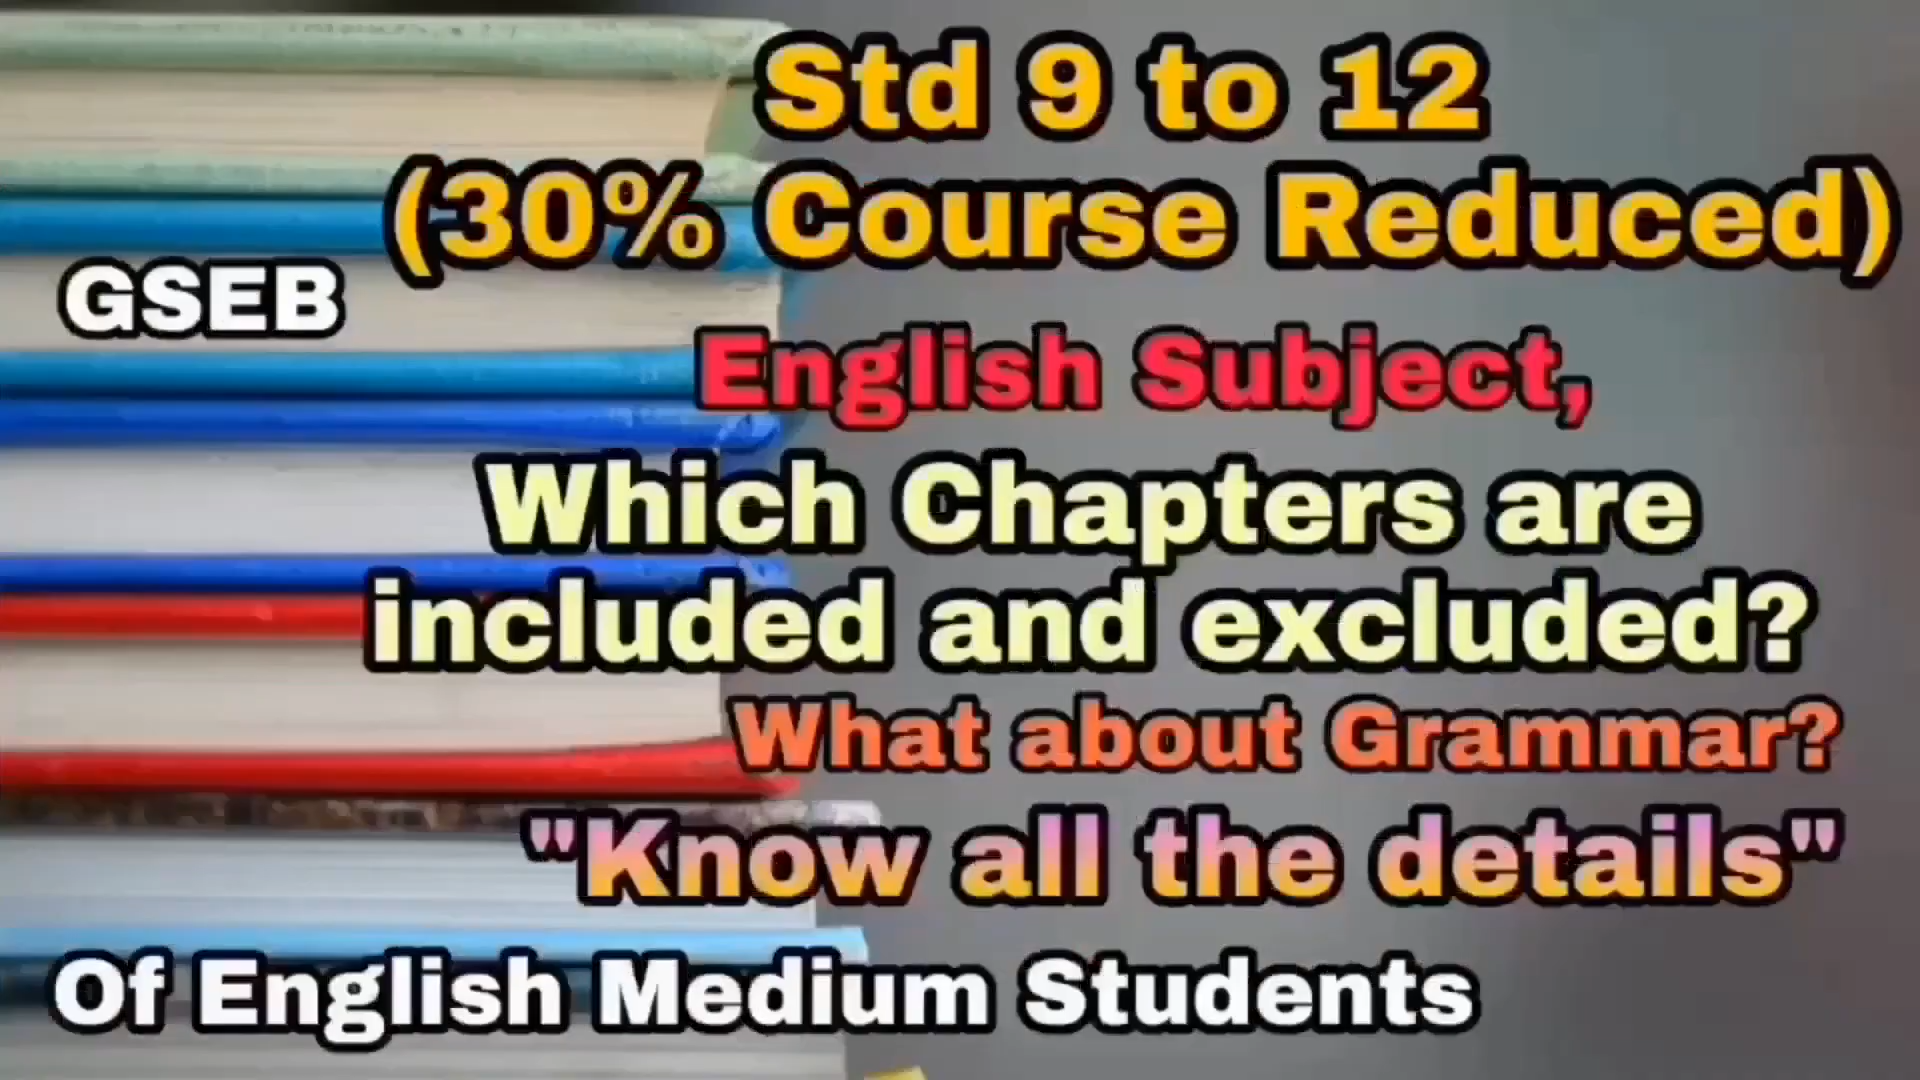 Std 9 to 12
(30% Course Reduced)
GSEB
English Subject,
Which Chapters are
included and excluded?
What about Grammar?
"Know all the details"
Of English Medium Students